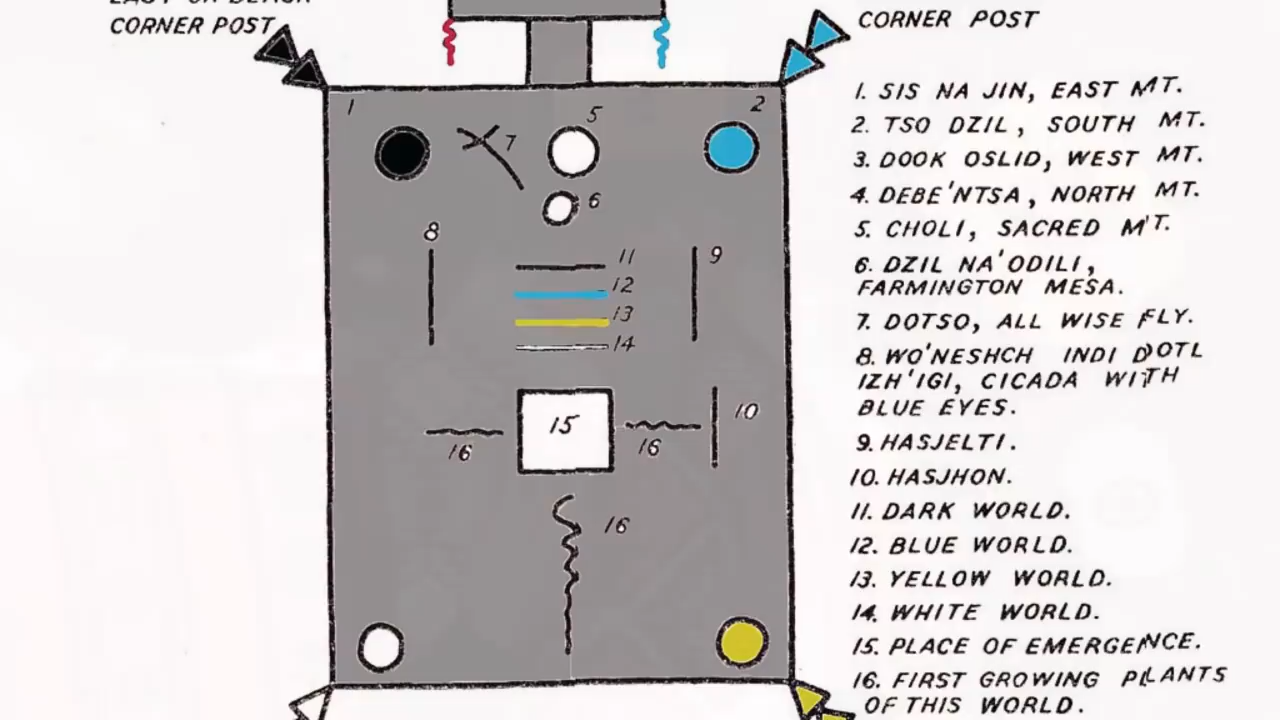 CORNER POST
CORNER POST
1
2
5
7
6
8
9
11
12
13
14
15
10
16
16
16
1. SIS NA JIN, EAST MT.
2. TSO DZIL, SOUTH MT.
3. DOOK OSLID, WEST MT.
4. DEBE'NTSA, NORTH MT.
5. CHOLI, SACRED M'T.
6. DZIL NA'ODILI,
FARMINGTON MESA.
7. DOTSO, ALL WISE FLY.
8. WO'NESHCH INDI DOTL
IZH'IGI, CICADA WITH
BLUE EYES.
9. HASJELTI.
10. HASJHON.
11. DARK WORLD.
12. BLUE WORLD.
13. YELLOW WORLD.
14. WHITE WORLD.
15. PLACE OF EMERGENCE.
16. FIRST GROWING PLANTS
OF THIS WORLD.